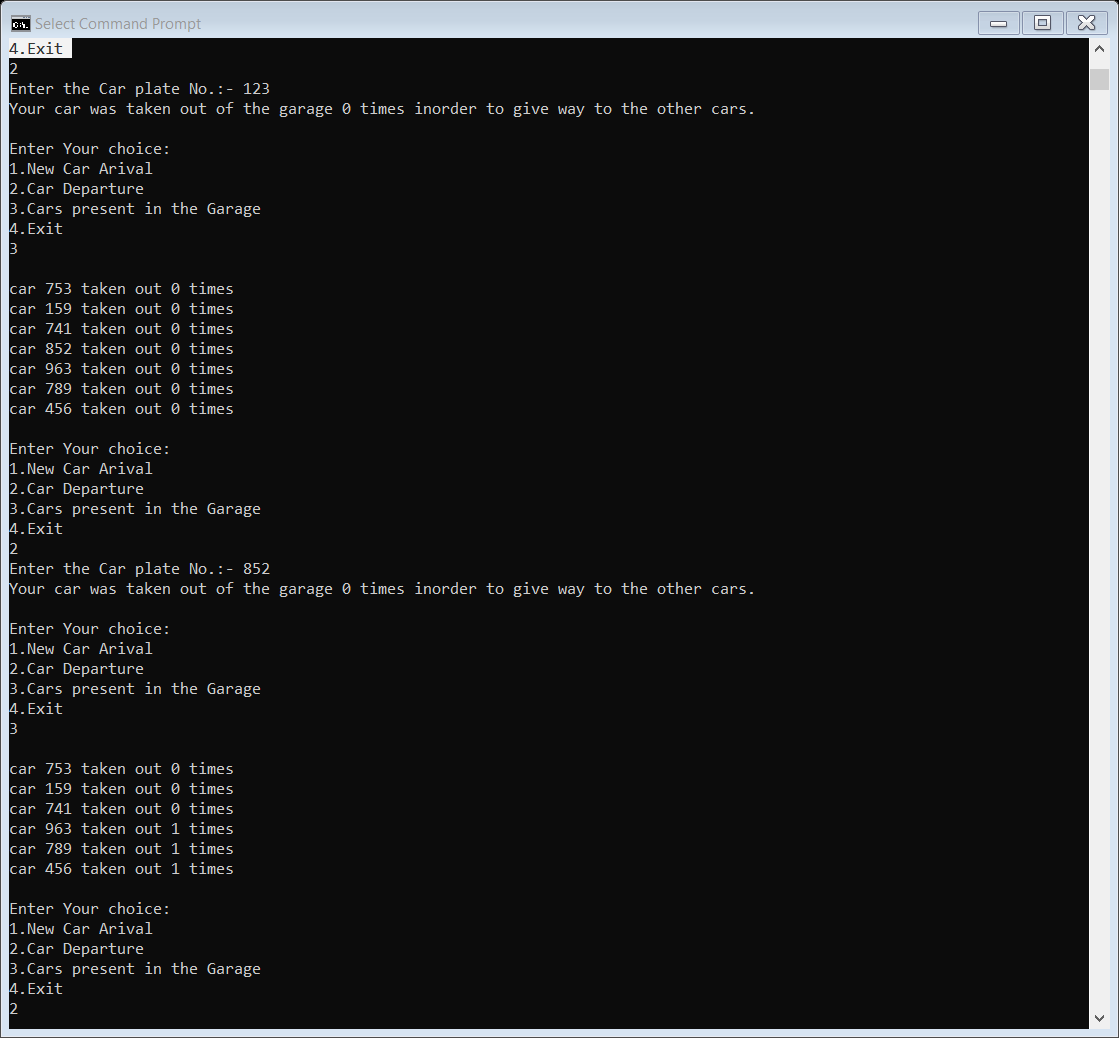 Select Command Prompt
4.Exit
2
Enter the Car plate No.:- 123
Your car was taken out of the garage 0 times inorder to give way to the other cars.
Enter Your choice:
1.New Car Arival
2.Car Departure
3.Cars present in the Garage
4.Exit
3
car 753 taken out 0 times
car 159 taken out 0 times
car 741 taken out 0 times
car 852 taken out 0 times
car 963 taken out 0 times
car 789 taken out 0 times
car 456 taken out 0 times
Enter Your choice:
1.New Car Arival
2.Car Departure
3.Cars present in the Garage
4.Exit
2
Enter the Car plate No.:- 852
Your car was taken out of the garage 0 times inorder to give way to the other cars.
Enter Your choice:
1.New Car Arival
2.Car Departure
3.Cars present in the Garage
4.Exit
3
car 753 taken out 0 times
car 159 taken out 0 times
car 741 taken out 0 times
car 963 taken out 1 times
car 789 taken out 1 times
car 456 taken out 1 times
Enter Your choice:
1.New Car Arival
2.Car Departure
3.Cars present in the Garage
4.Exit
2